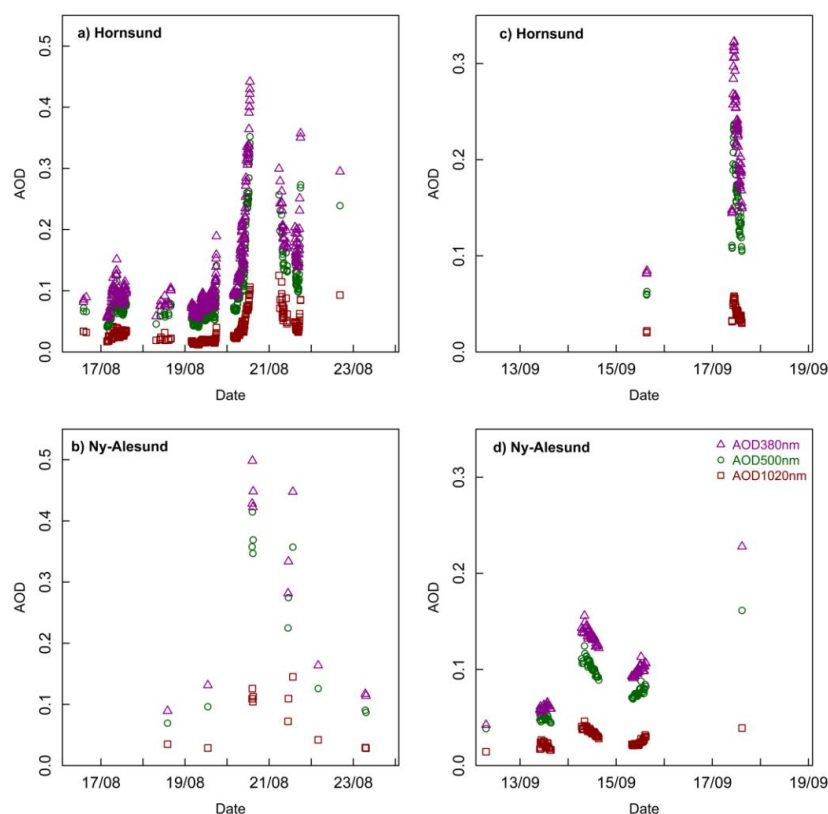 a) Hornsund
AOD
0.0 0.1 0.2 0.3 0.4 0.5
17/08 19/08 21/08 23/08
Date
c) Hornsund
AOD
0.0 0.1 0.2 0.3
13/09 15/09 17/09 19/09
Date
b) Ny-Alesund
AOD
0.0 0.1 0.2 0.3 0.4 0.5
17/08 19/08 21/08 23/08
Date
d) Ny-Alesund
AOD380nm
AOD500nm
AOD1020nm
AOD
0.0 0.1 0.2 0.3
13/09 15/09 17/09 19/09
Date